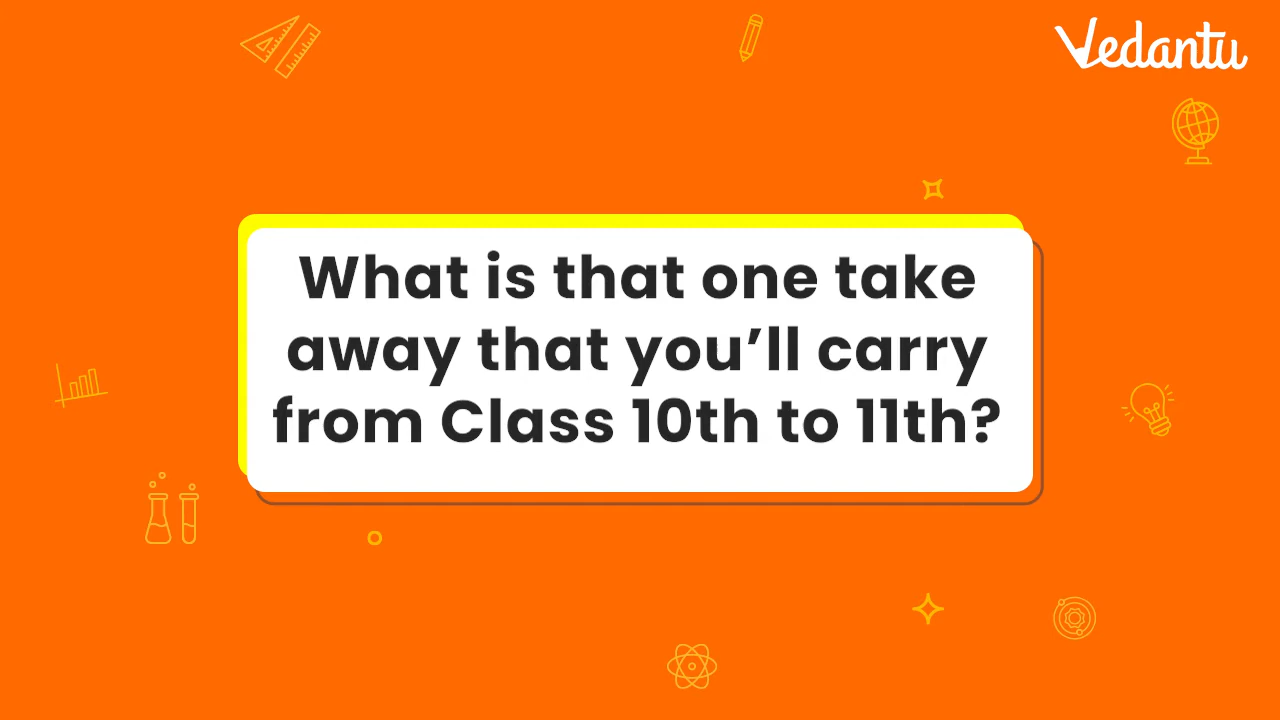 Vedantu
What is that one take
away that you’ll carry
from Class 10th to 11th?